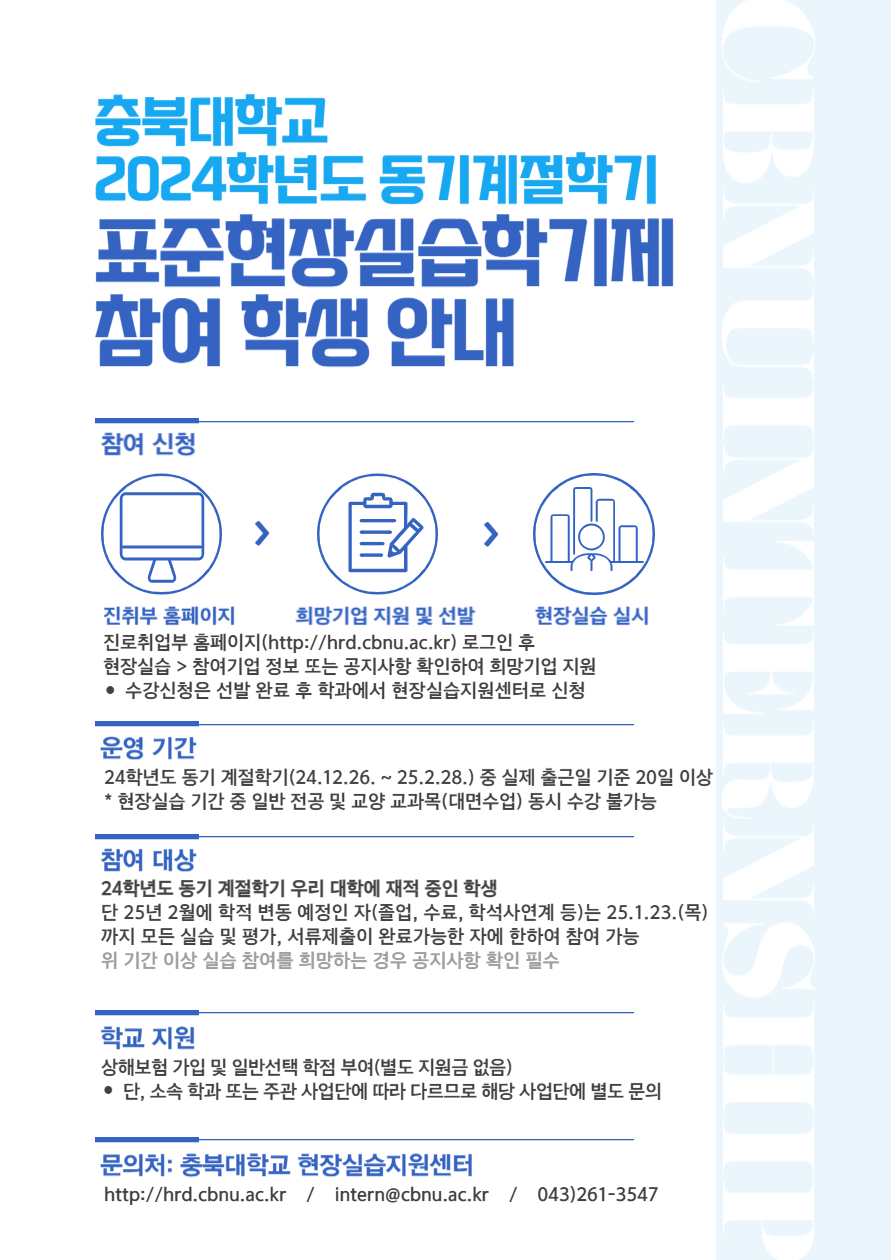 충북대학교
2024학년도 동기계절학기
표준현장실습학기제
참여 학생 안내
참여 신청
진취부 홈페이지
희망기업 지원 및 선발
현장실습 실시
진로취업부 홈페이지(http://hrd.cbnu.ac.kr) 로그인 후
현장실습 > 참여기업 정보 또는 공지사항 확인하여 희망기업 지원
• 수강신청은 선발 완료 후 학과에서 현장실습지원센터로 신청
운영 기간
24학년도 동기 계절학기(24.12.26. ~ 25.2.28.) 중 실제 출근일 기준 20일 이상
* 현장실습 기간 중 일반 전공 및 교양 교과목(대면수업) 동시 수강 불가능
참여 대상
24학년도 동기 계절학기 우리 대학에 재적 중인 학생
단 25년 2월에 학적 변동 예정인 자(졸업, 수료, 학석사연계 등)는 25.1.23.(목)
까지 모든 실습 및 평가, 서류제출이 완료가능한 자에 한하여 참여 가능
위 기간 이상 실습 참여를 희망하는 경우 공지사항 확인 필수
학교 지원
상해보험 가입 및 일반선택 학점 부여(별도 지원금 없음)
• 단, 소속 학과 또는 주관 사업단에 따라 다르므로 해당 사업단에 별도 문의
문의처: 충북대학교 현장실습지원센터
http://hrd.cbnu.ac.kr / intern@cbnu.ac.kr / 043)261-3547
CBNUINTERNSHIP